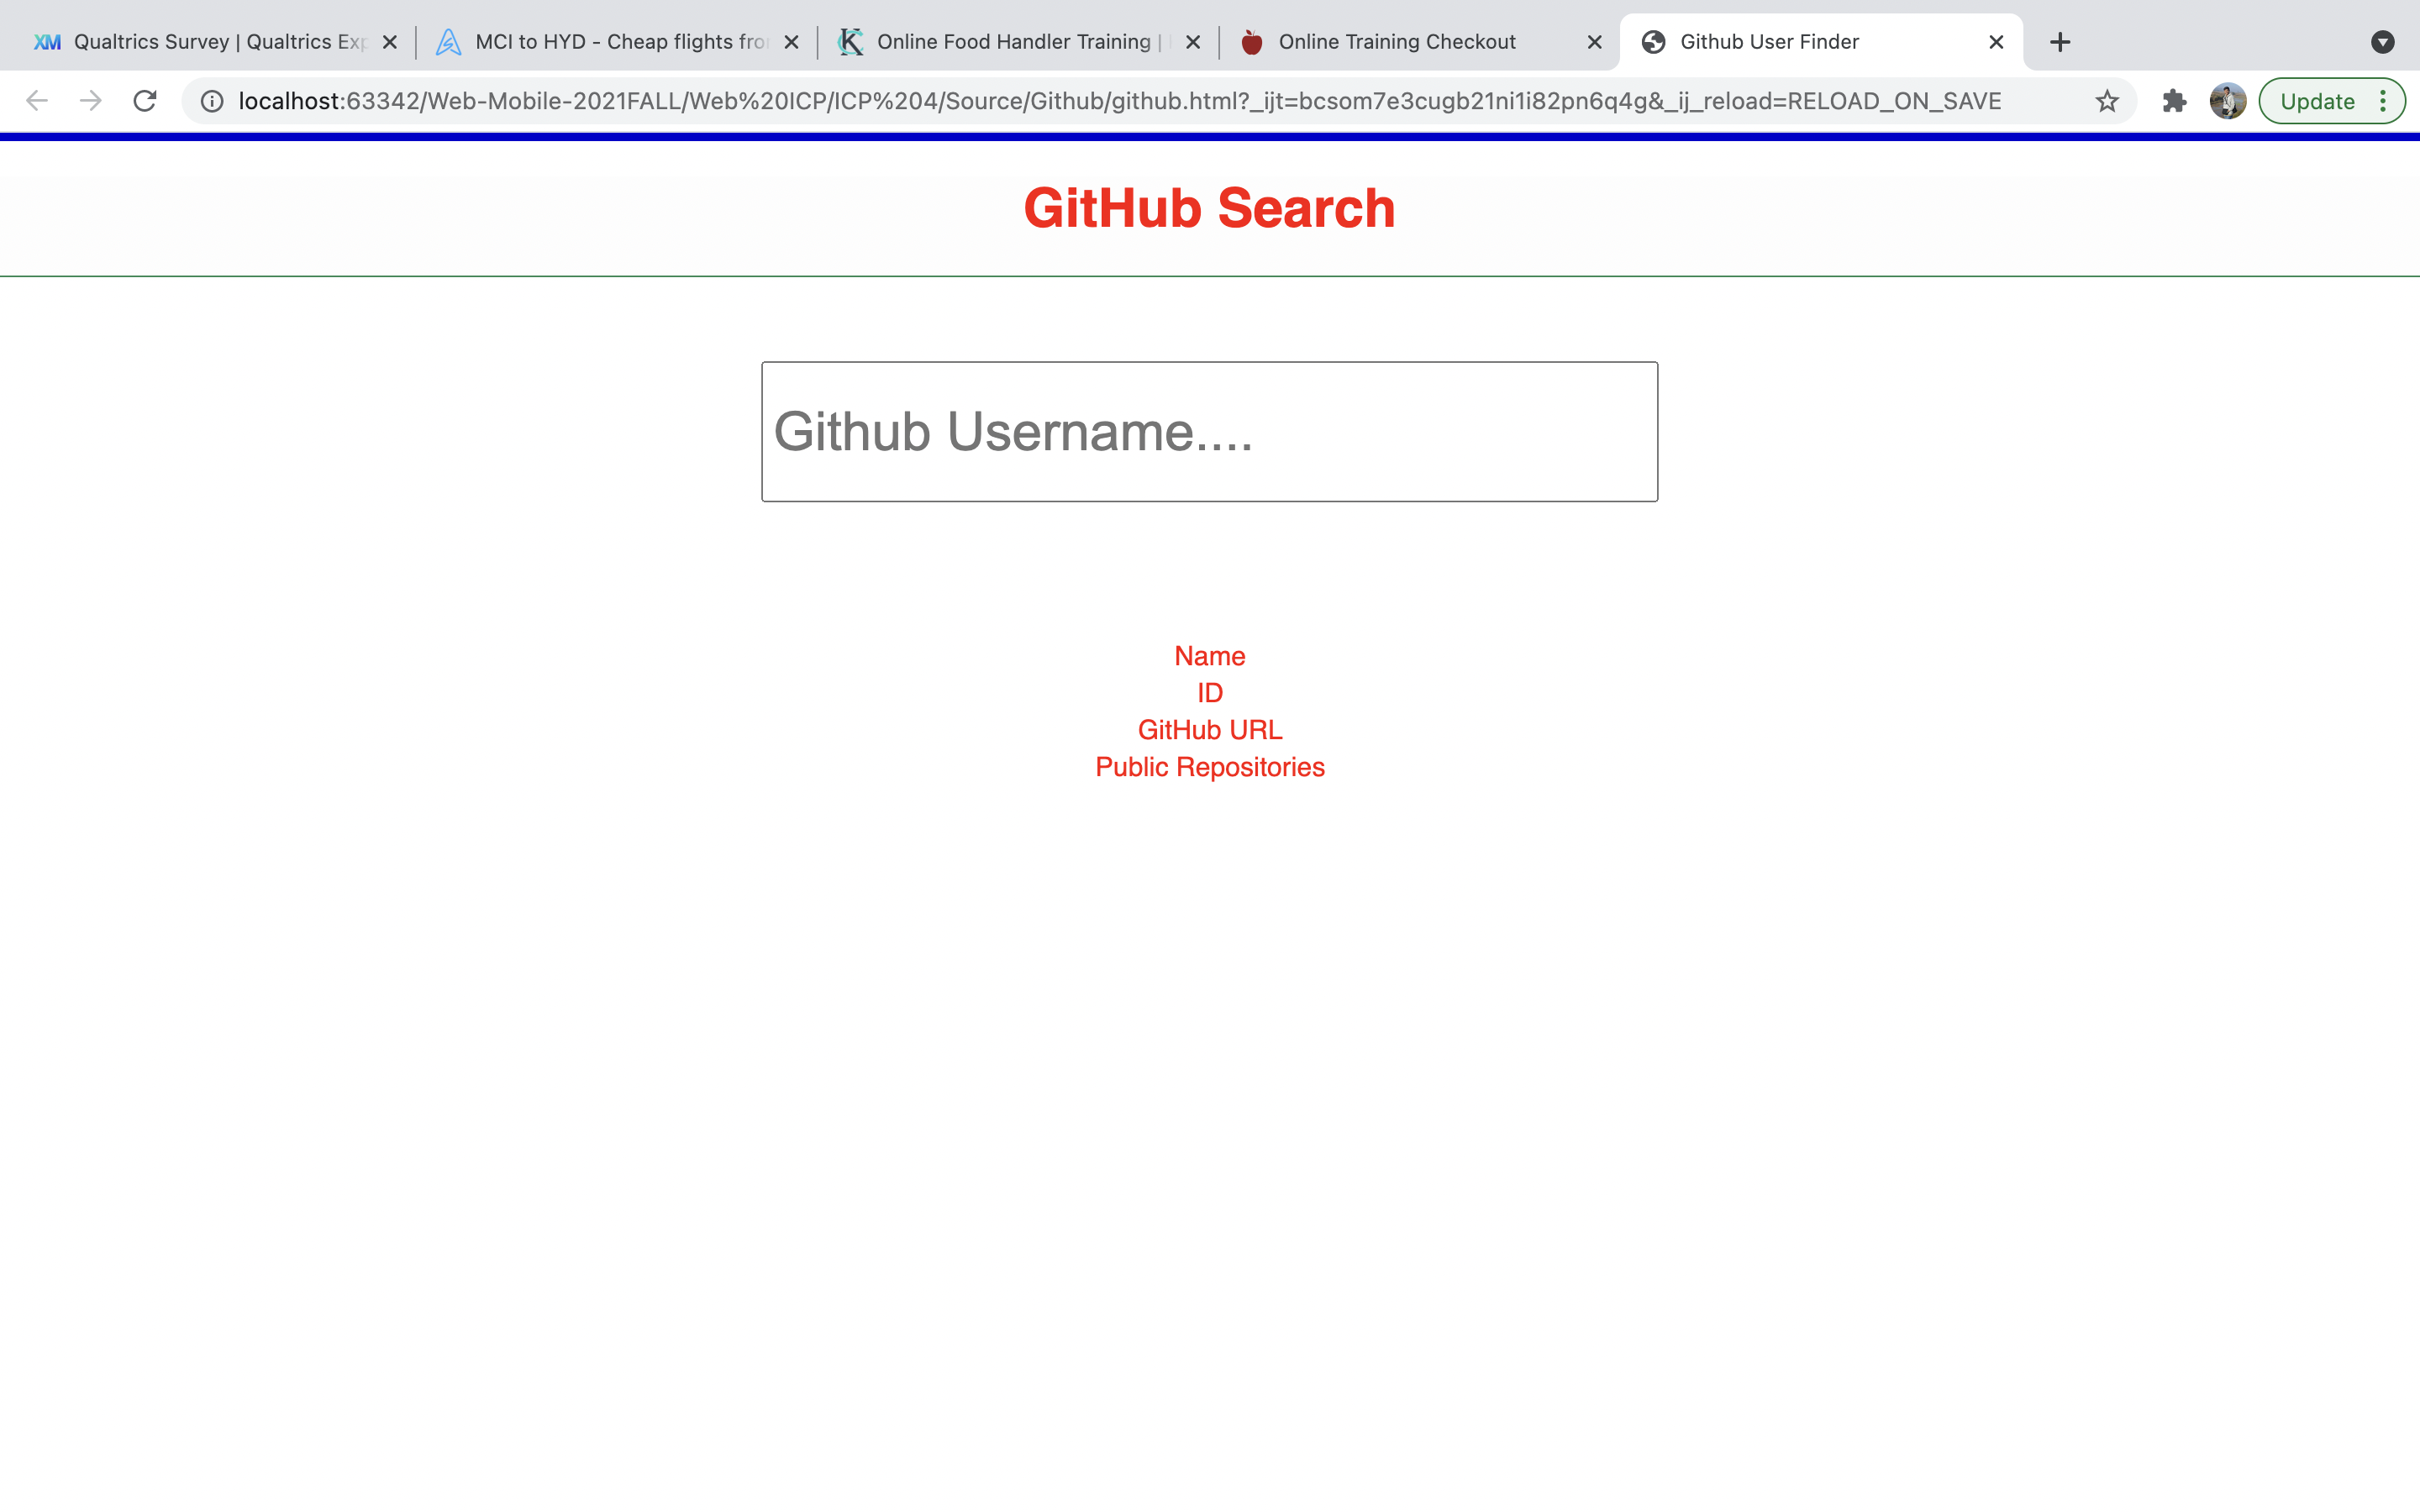 XM Qualtrics Survey | Qualtrics Exp
MCI to HYD - Cheap flights fro
KC Online Food Handler Training |
Online Training Checkout
Github User Finder
localhost:63342/Web-Mobile-2021FALL/Web%20ICP/ICP%204/Source/Github/github.html?_ijt=bcsom7e3cugb21ni1i82pn6q4g&_ij_reload=RELOAD_ON_SAVE
Update
GitHub Search
Github Username....
Name
ID
GitHub URL
Public Repositories